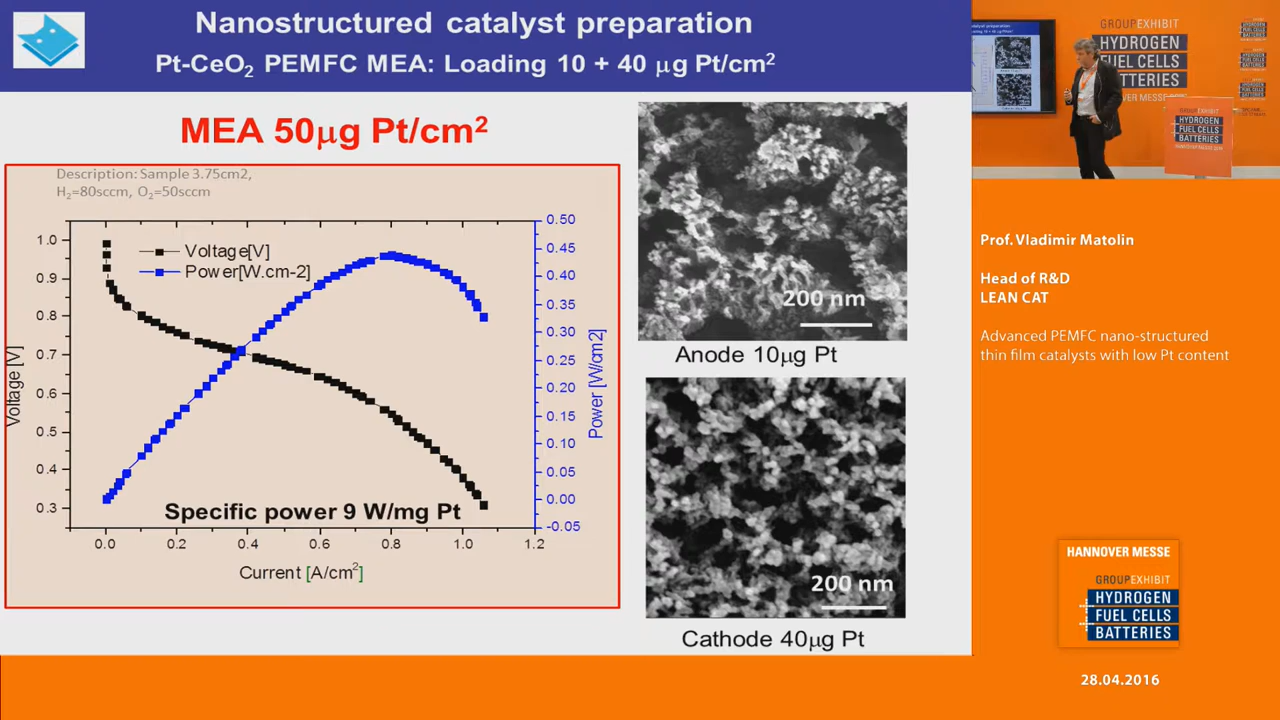 Nanostructured catalyst preparation
Pt-CeO₂ PEMFC MEA: Loading 10 + 40 μg Pt/cm²
MEA 50μg Pt/cm²
Description: Sample 3.75cm2,
H₂=80sccm, O₂=50sccm
Voltage[V]
Power[W.cm-2]
1.0
0.9
0.8
0.7
0.6
0.5
0.4
0.3
Voltage [V]
0.50
0.45
0.40
0.35
0.30
0.25
0.20
0.15
0.10
0.05
0.00
-0.05
Power [W/cm2]
Specific power 9 W/mg Pt
0.0 0.2 0.4 0.6 0.8 1.0 1.2
Current [A/cm²]
200 nm
Anode 10μg Pt
200 nm
Cathode 40μg Pt
GROUP EXHIBIT
HYDROGEN
FUEL CELLS
BATTERIES
GROUP EXHIBIT
HYDROGEN
FUEL CELLS
BATTERIES
Prof. Vladimir Matolin
Head of R&D
LEAN CAT
Advanced PEMFC nano-structured
thin film catalysts with low Pt content
HANNOVER MESSE
GROUP EXHIBIT
HYDROGEN
FUEL CELLS
BATTERIES
28.04.2016